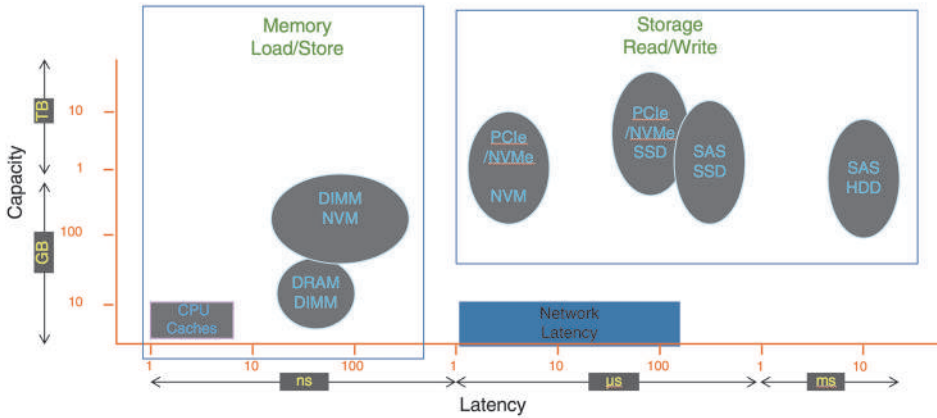 Memory
Load/Store
Storage
Read/Write
Capacity
TB
GB
10
1
100
10
PCIe
/NVMe
NVM
PCIe
/NVMe
SSD
SAS
SSD
SAS
HDD
DIMM
NVM
DRAM
DIMM
CPU
Caches
Network
Latency
1
10
100
1
10
100
1
10
ns
µs
ms
Latency